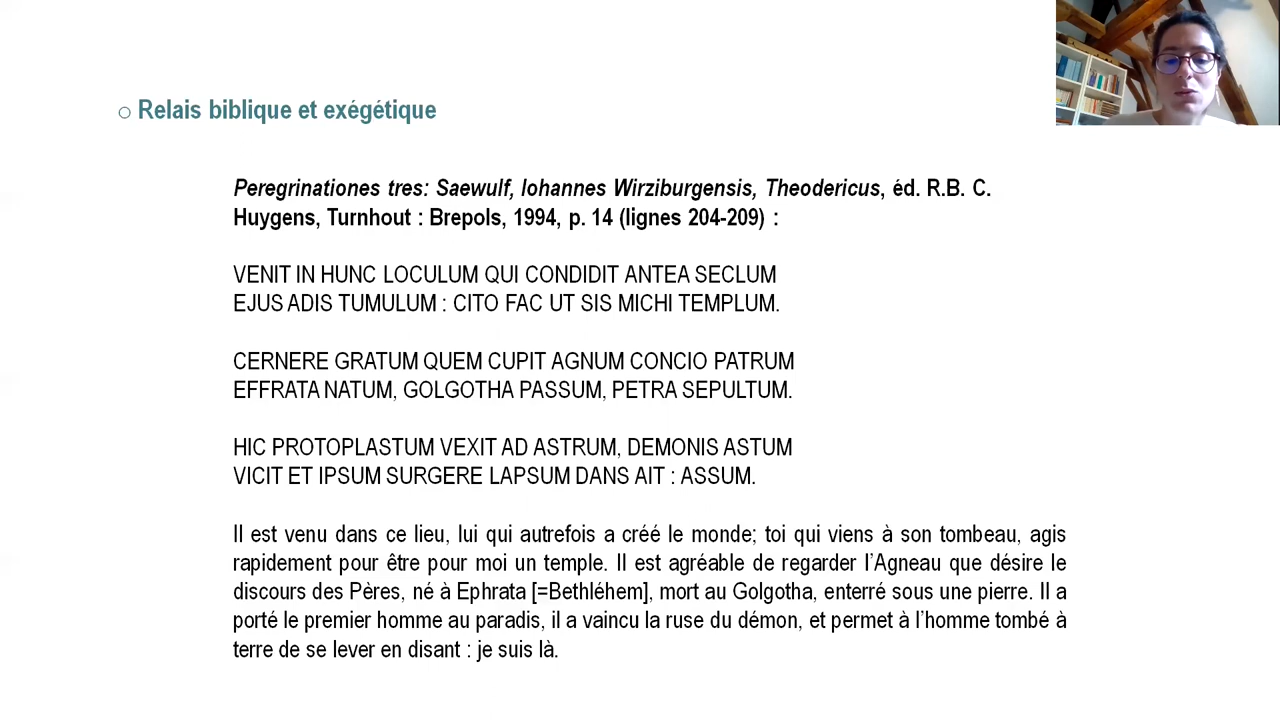 ○ Relais biblique et exégétique
Peregrinationes tres: Saewulf, Iohannes Wirziburgensis, Theodericus, éd. R.B. C.
Huygens, Turnhout : Brepols, 1994, p. 14 (lignes 204-209) :
VENIT IN HUNC LOCULUM QUI CONDIDIT ANTEA SECLUM
EJUS ADIS TUMULUM : CITO FAC UT SIS MICHI TEMPLUM.
CERNERE GRATUM QUEM CUPIT AGNUM CONCIO PATRUM
EFFRATA NATUM, GOLGOTHA PASSUM, PETRA SEPULTUM.
HIC PROTOPLASTUM VEXIT AD ASTRUM, DEMONIS ASTUM
VICIT ET IPSUM SURGERE LAPSUM DANS AIT : ASSUM.
Il est venu dans ce lieu, lui qui autrefois a créé le monde; toi qui viens à son tombeau, agis
rapidement pour être pour moi un temple. Il est agréable de regarder l’Agneau que désire le
discours des Pères, né à Ephrata [=Bethléhem], mort au Golgotha, enterré sous une pierre. Il a
porté le premier homme au paradis, il a vaincu la ruse du démon, et permet à l’homme tombé à
terre de se lever en disant : je suis là.